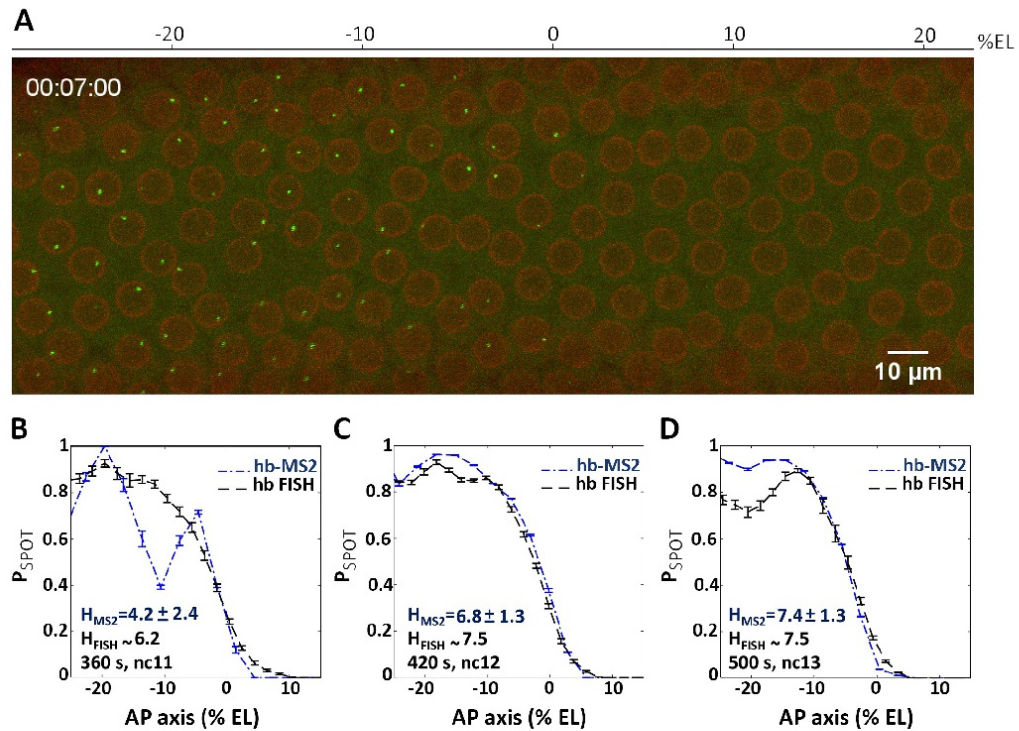 A
-20 -10 0 10 20 %EL
00:07:00
10 µm
B
1
0.8
0.6
0.4
0.2
0
P_SPOT
hb-MS2
hb FISH
H_MS2=4.2 ± 2.4
H_FISH ~ 6.2
360 s, nc11
-20 -10 0 10
AP axis (% EL)
C
1
0.8
0.6
0.4
0.2
0
P_SPOT
hb-MS2
hb FISH
H_MS2=6.8 ± 1.3
H_FISH ~ 7.5
420 s, nc12
-20 -10 0 10
AP axis (% EL)
D
1
0.8
0.6
0.4
0.2
0
P_SPOT
hb-MS2
hb FISH
H_MS2=7.4 ± 1.3
H_FISH ~ 7.5
500 s, nc13
-20 -10 0 10
AP axis (% EL)